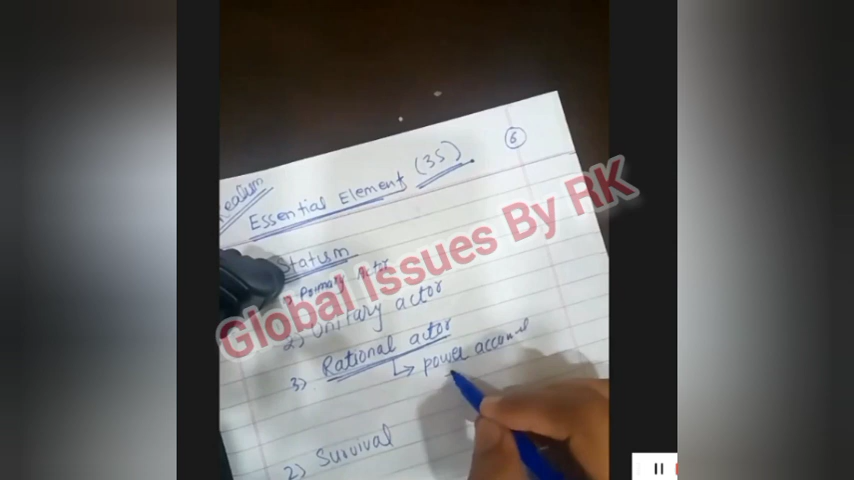 Realism
Essential Element (3S)
6
Statism
1) Primary Actor
2) Unitary actor
3) Rational actor
↳ power
2) Survival
Global Issues By RK